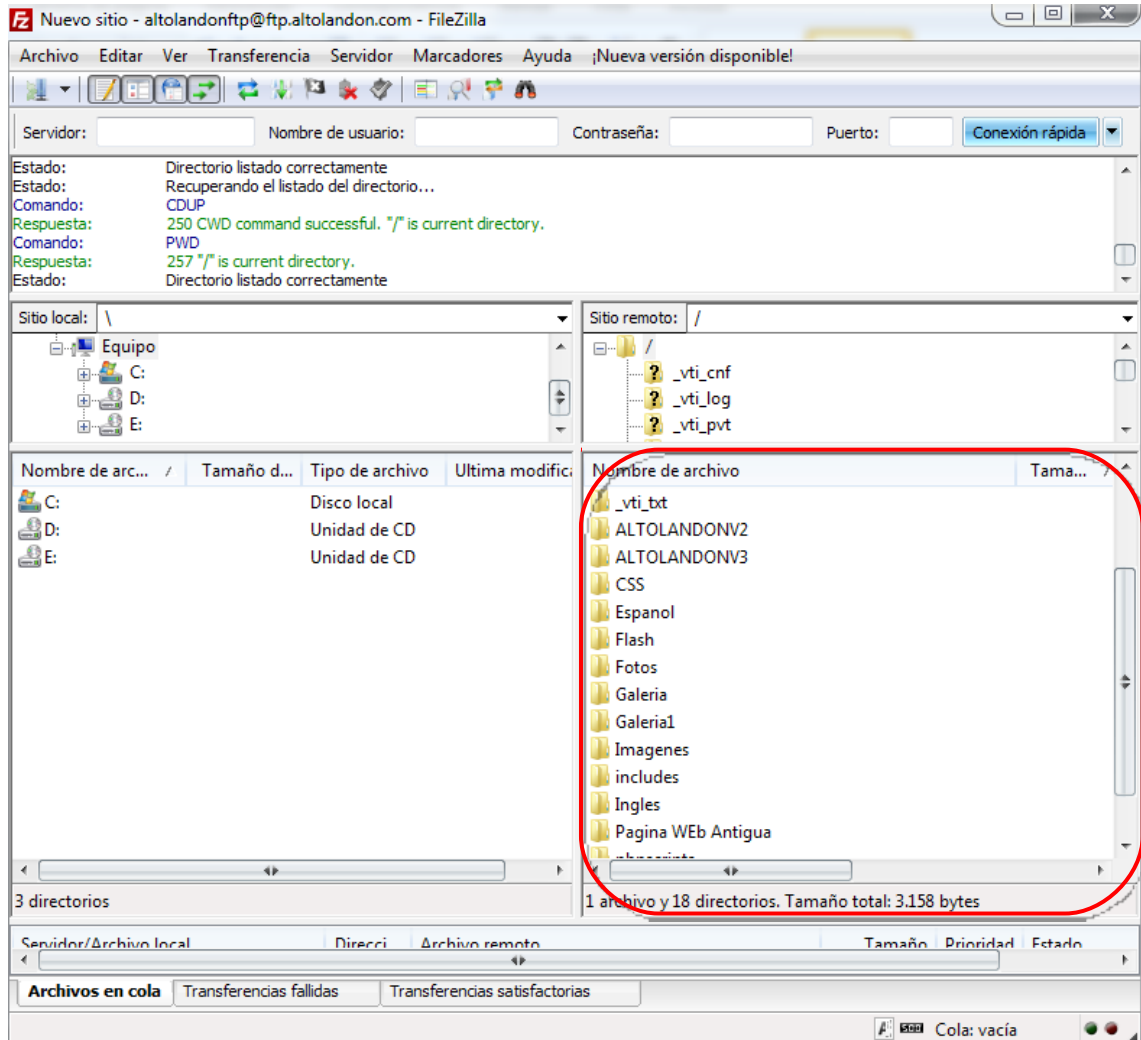 Nuevo sitio - altolandonftp@ftp.altolandon.com - FileZilla
Archivo Editar Ver Transferencia Servidor Marcadores Ayuda ¡Nueva versión disponible!
Servidor: Nombre de usuario: Contraseña: Puerto: Conexión rápida
Estado: Directorio listado correctamente
Estado: Recuperando el listado del directorio...
Comando: CDUP
Respuesta: 250 CWD command successful. "/" is current directory.
Comando: PWD
Respuesta: 257 "/" is current directory.
Estado: Directorio listado correctamente
Sitio local: \
Equipo
C:
D:
E:
Sitio remoto: /
/
_vti_cnf
_vti_log
_vti_pvt
Nombre de arc... / Tamaño d... Tipo de archivo Ultima modifica
C: Disco local
D: Unidad de CD
E: Unidad de CD
3 directorios
Nombre de archivo Tama... /
_vti_txt
ALTOLANDONV2
ALTOLANDONV3
CSS
Espanol
Flash
Fotos
Galeria
Galeria1
Imagenes
includes
Ingles
Pagina WEb Antigua
phpscripts
1 archivo y 18 directorios. Tamaño total: 3.158 bytes
Servidor/Archivo local Direcci Archivo remoto Tamaño Prioridad Estado
Archivos en cola Transferencias fallidas Transferencias satisfactorias
Cola: vacía